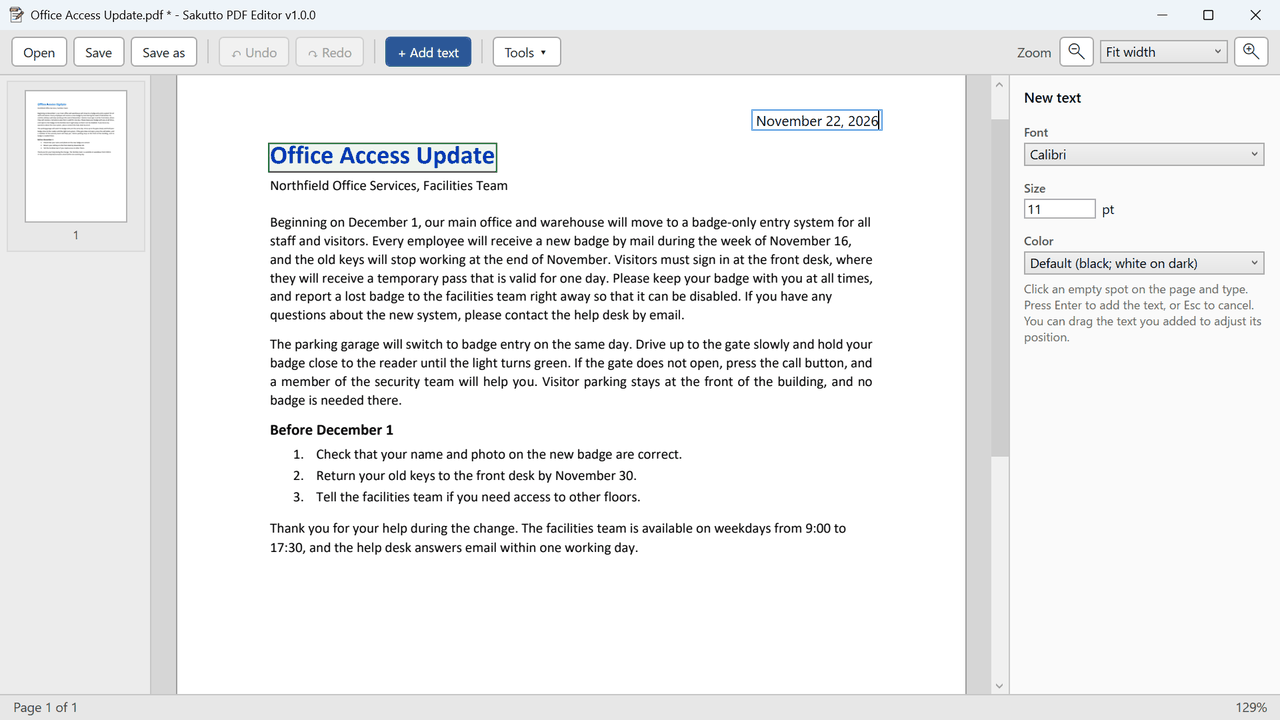 Office Access Update.pdf * - Sakutto PDF Editor v1.0.0
Open Save Save as Undo Redo + Add text Tools Zoom Fit width
November 22, 2026
Office Access Update
Northfield Office Services, Facilities Team
Beginning on December 1, our main office and warehouse will move to a badge-only entry system for all
staff and visitors. Every employee will receive a new badge by mail during the week of November 16,
and the old keys will stop working at the end of November. Visitors must sign in at the front desk, where
they will receive a temporary pass that is valid for one day. Please keep your badge with you at all times,
and report a lost badge to the facilities team right away so that it can be disabled. If you have any
questions about the new system, please contact the help desk by email.
The parking garage will switch to badge entry on the same day. Drive up to the gate slowly and hold your
badge close to the reader until the light turns green. If the gate does not open, press the call button, and
a member of the security team will help you. Visitor parking stays at the front of the building, and no
badge is needed there.
Before December 1
1. Check that your name and photo on the new badge are correct.
2. Return your old keys to the front desk by November 30.
3. Tell the facilities team if you need access to other floors.
Thank you for your help during the change. The facilities team is available on weekdays from 9:00 to
17:30, and the help desk answers email within one working day.
1
New text
Font
Calibri
Size
11 pt
Color
Default (black; white on dark)
Click an empty spot on the page and type.
Press Enter to add the text, or Esc to cancel.
You can drag the text you added to adjust its
position.
Page 1 of 1
129%